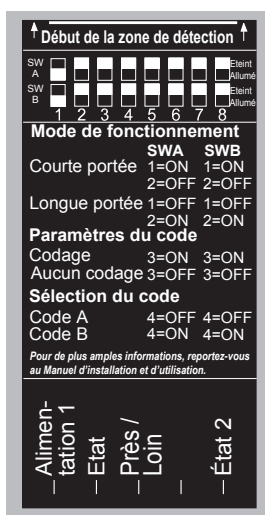 Début de la zone de détection
SW A
Eteint
Allumé
SW B
Eteint
Allumé
1 2 3 4 5 6 7 8
Mode de fonctionnement
SWA SWB
Courte portée 1=ON 1=ON
2=OFF 2=OFF
Longue portée 1=OFF 1=OFF
2=ON 2=ON
Paramètres du code
Codage 3=ON 3=ON
Aucun codage 3=OFF 3=OFF
Sélection du code
Code A 4=OFF 4=OFF
Code B 4=ON 4=ON
Pour de plus amples informations, reportez-vous
au Manuel d'installation et d'utilisation.
Alimen-
tation 1
Etat
Près /
Loin
État 2